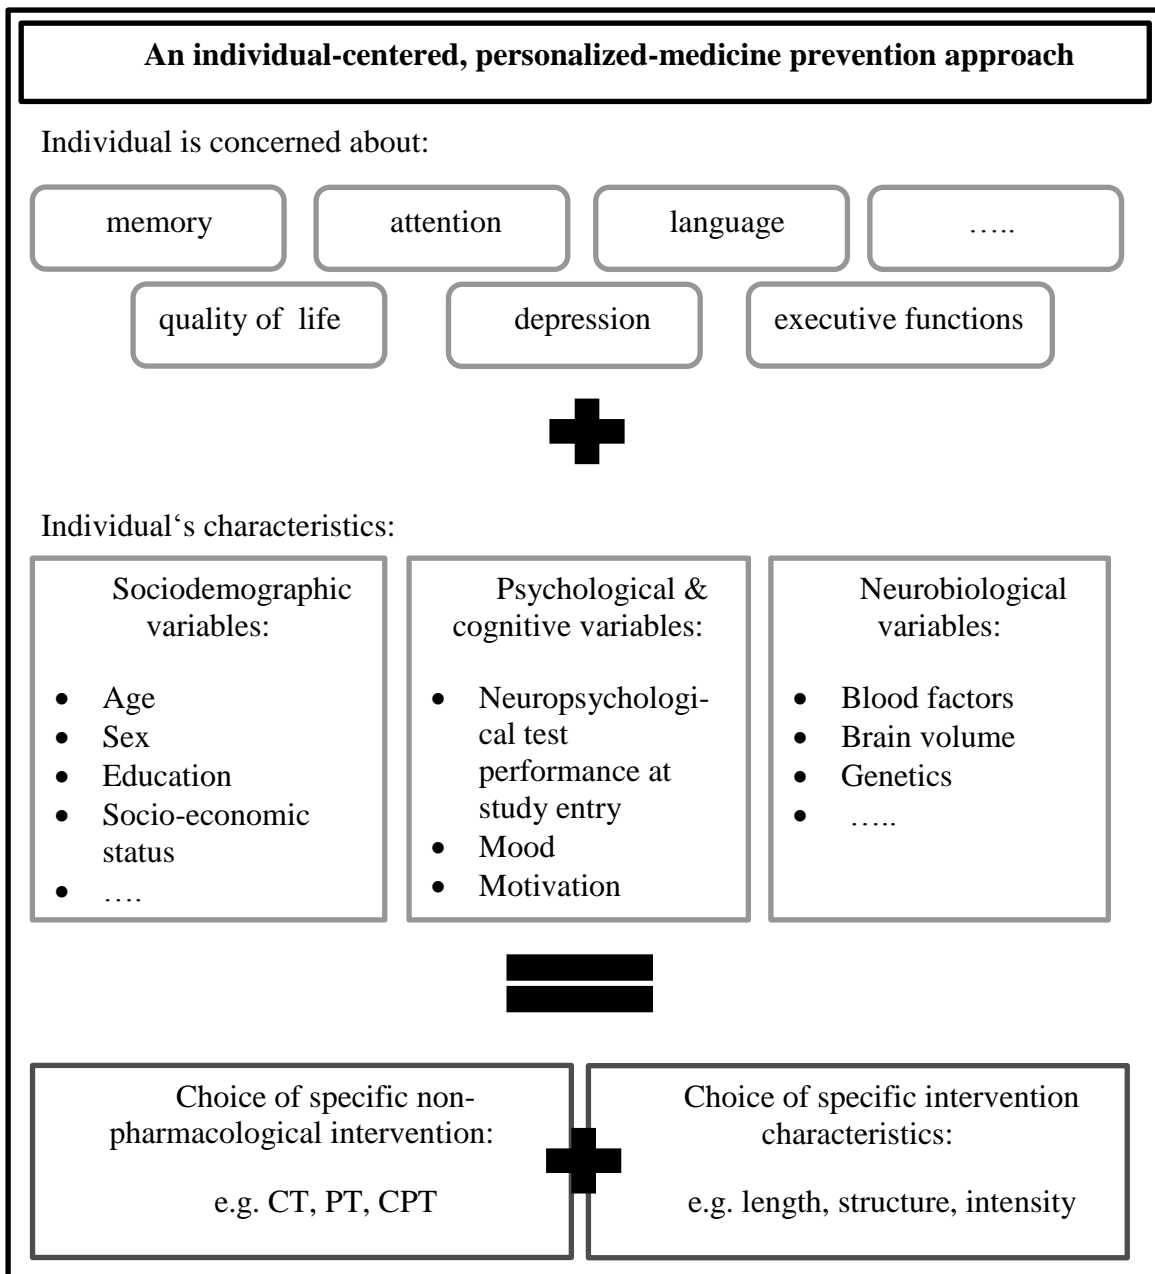 An individual-centered, personalized-medicine prevention approach
Individual is concerned about:
memory
attention
language
…..
quality of  life
depression
executive functions
Individual‘s characteristics:
Sociodemographic
variables:
• Age
• Sex
• Education
• Socio-economic
status
• ….
Psychological &
cognitive variables:
• Neuropsychologi-
cal test
performance at
study entry
• Mood
• Motivation
Neurobiological
variables:
• Blood factors
• Brain volume
• Genetics
• …..
Choice of specific non-
pharmacological intervention:
e.g. CT, PT, CPT
Choice of specific intervention
characteristics:
e.g. length, structure, intensity